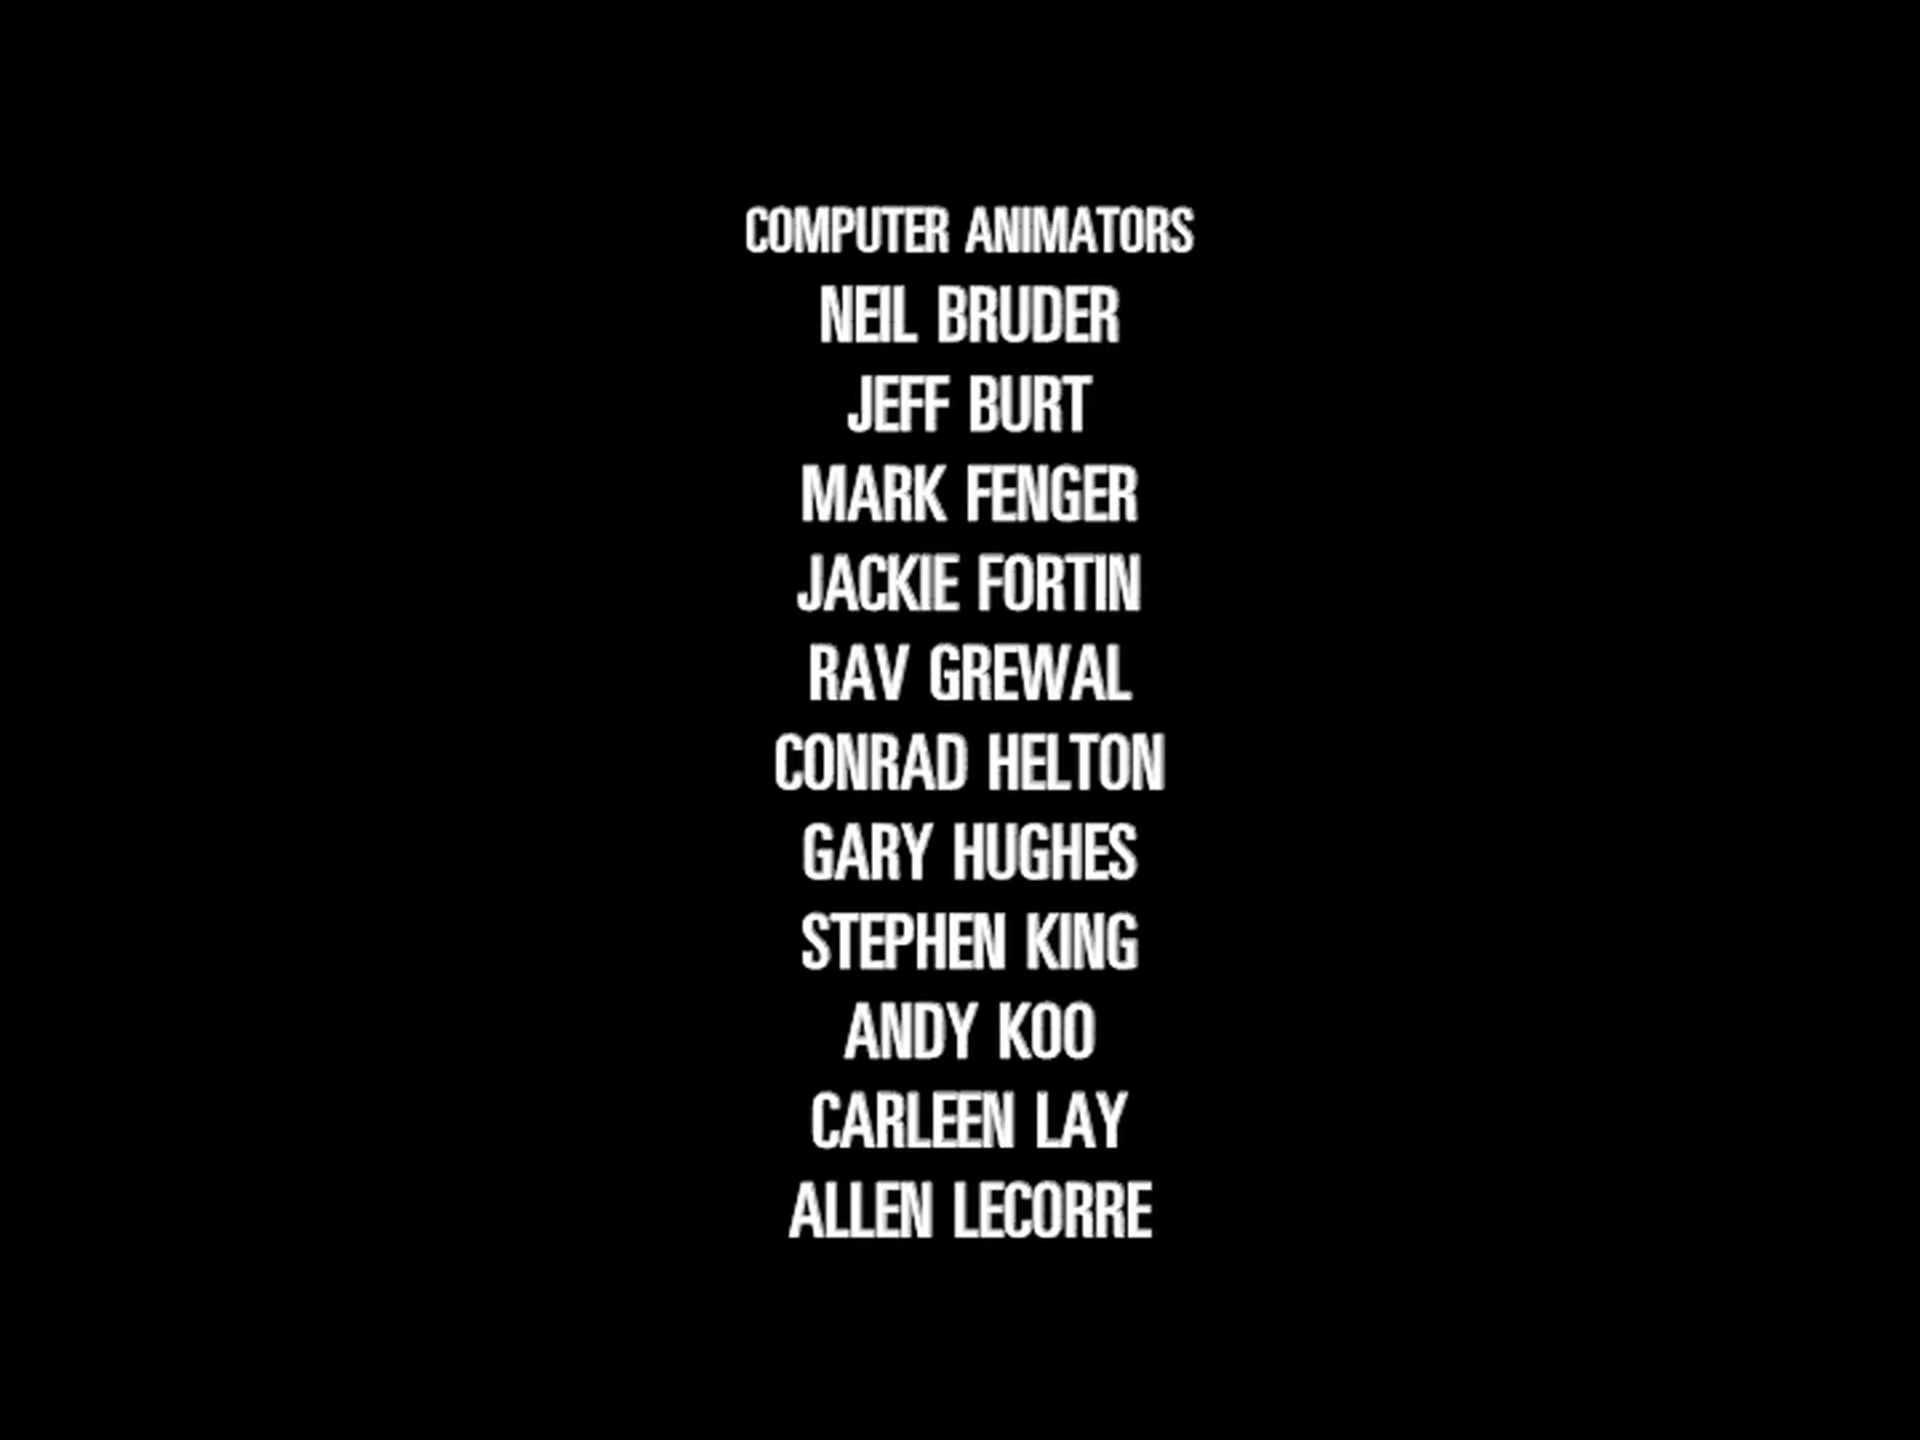 COMPUTER ANIMATORS
NEIL BRUDER
JEFF BURT
MARK FENGER
JACKIE FORTIN
RAV GREWAL
CONRAD HELTON
GARY HUGHES
STEPHEN KING
ANDY KOO
CARLEEN LAY
ALLEN LECORRE